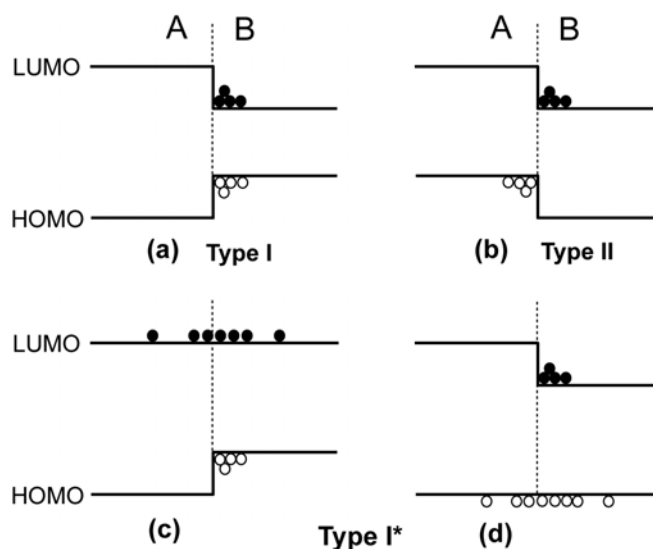 A B A B
LUMO
HOMO
(a) Type I (b) Type II
LUMO
HOMO
(c) Type I* (d)